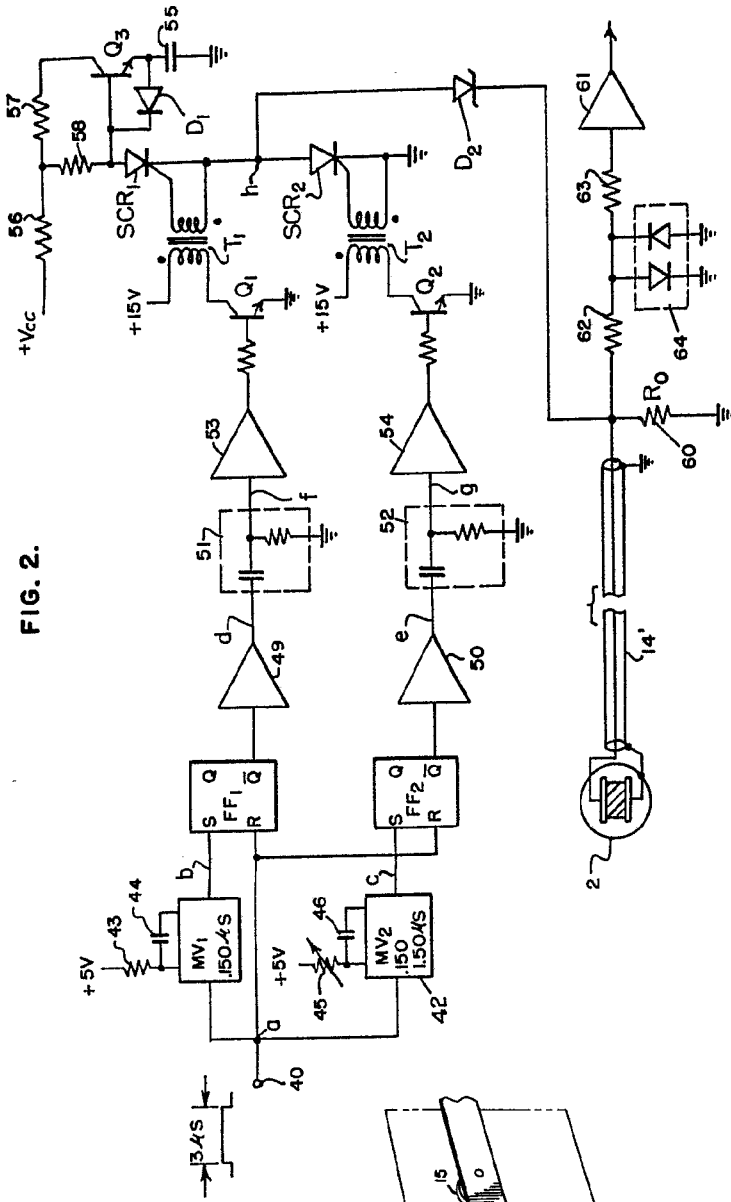 FIG. 2.
+Vcc
56
57
58
Q3
D1
55
SCR1
h
SCR2
D2
+15V
T1
Q1
+15V
T2
Q2
53
54
f
g
51
52
d
e
49
50
S Q
FF1
R Q̅
S Q
FF2
R Q̅
b
c
+5V
43
44
MV1
.150µS
+5V
45
46
MV2
.150
1.50µS
42
a
40
3µS
2
14'
R0
60
62
63
64
61
15
0